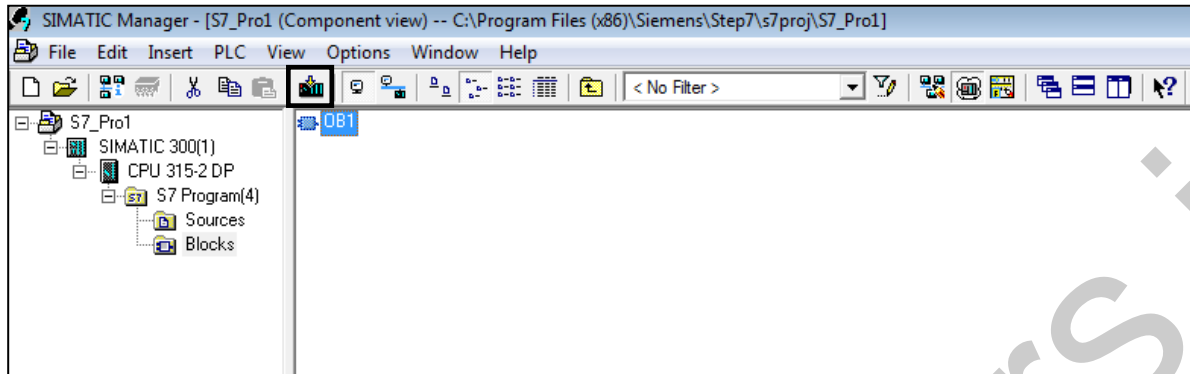 SIMATIC Manager - [S7_Pro1 (Component view) -- C:\Program Files (x86)\Siemens\Step7\s7proj\S7_Pro1]
File Edit Insert PLC View Options Window Help
< No Filter >
S7_Pro1
OB1
SIMATIC 300(1)
CPU 315-2 DP
S7 Program(4)
Sources
Blocks